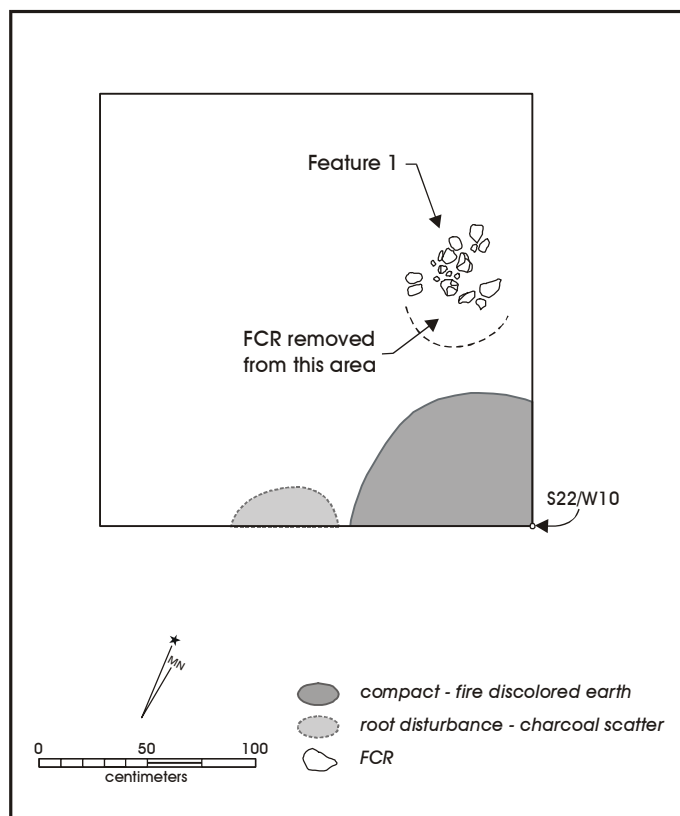 Feature 1
FCR removed
from this area
S22/W10
MN
compact - fire discolored earth
root disturbance - charcoal scatter
FCR
0 50 100
centimeters